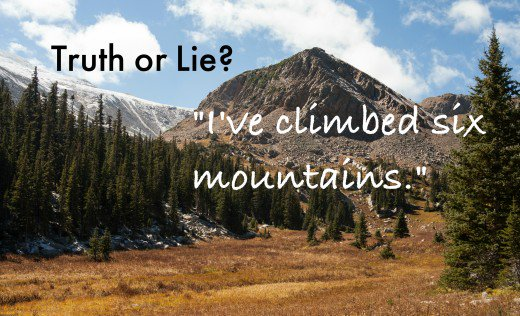 Truth or Lie?
"I've climbed six
mountains."